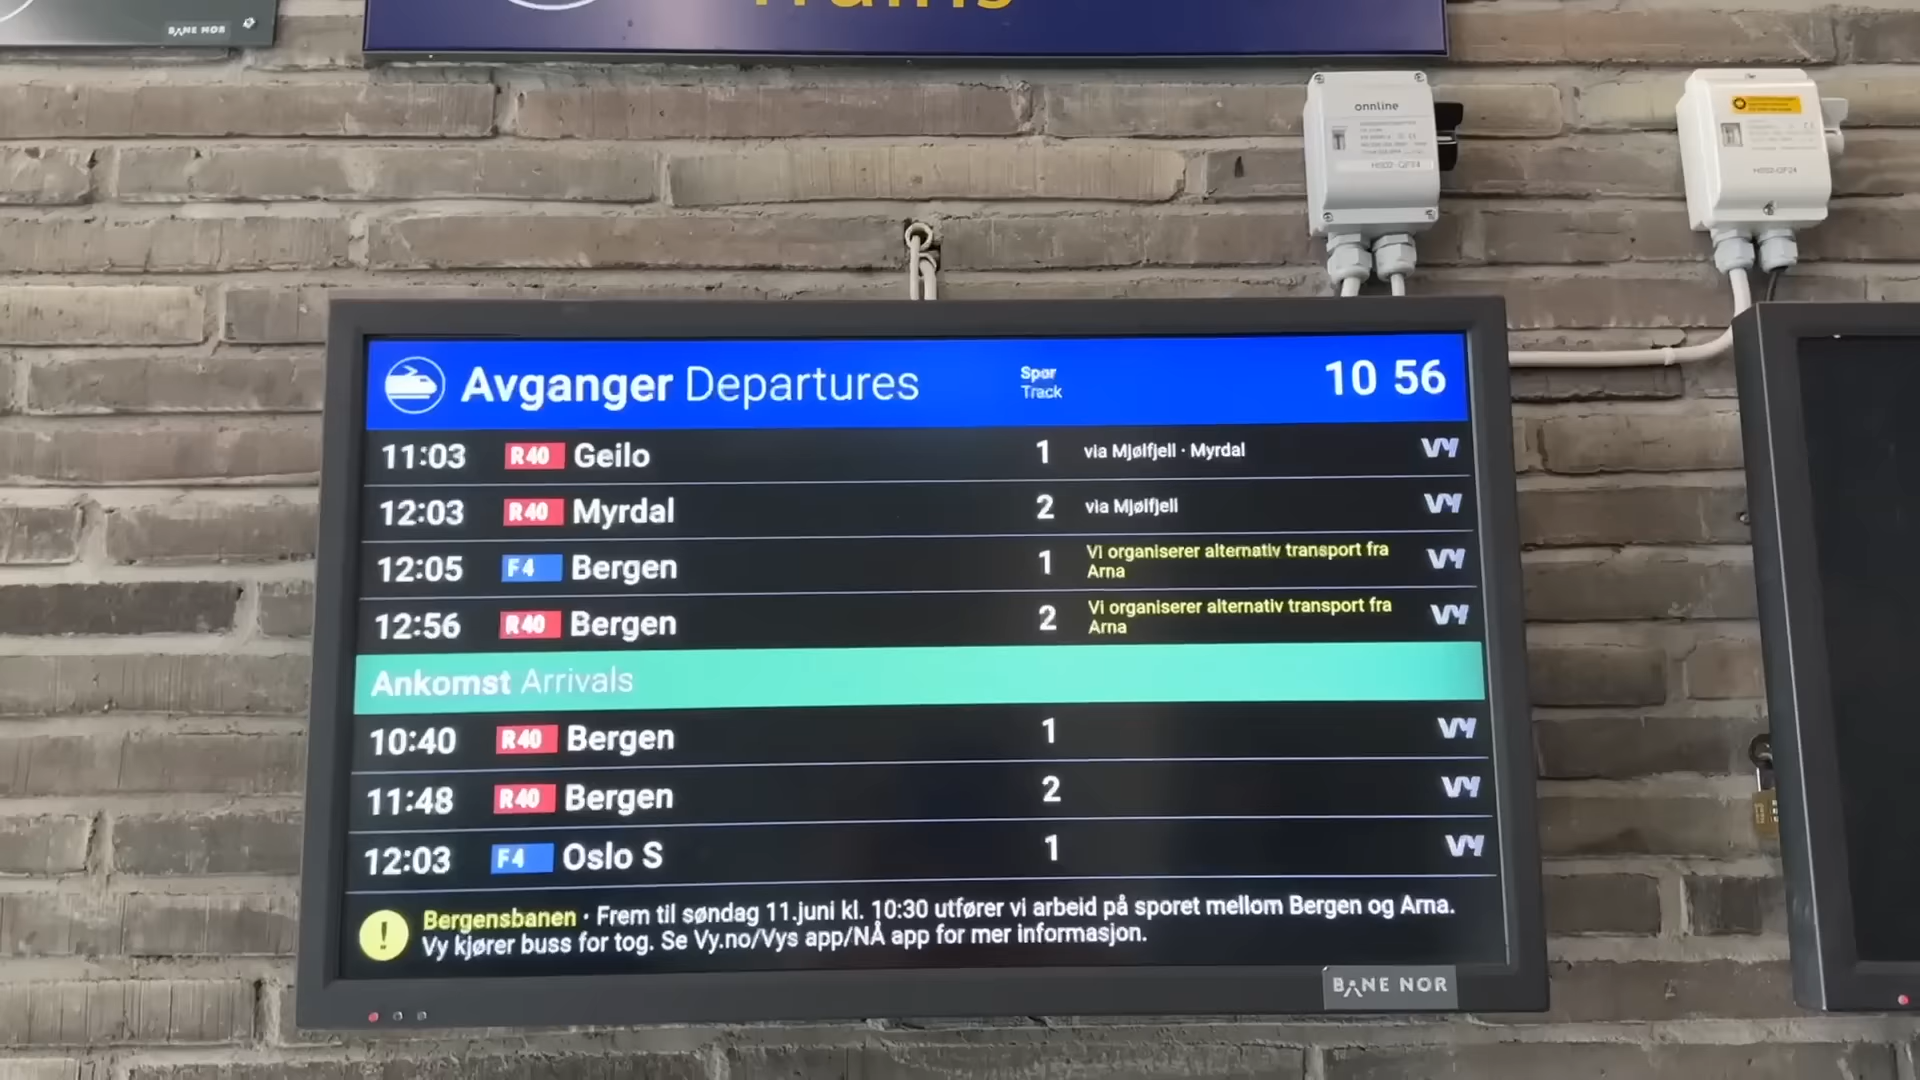 BANE NOR
Trains
onnline
H502-QF24
Avganger Departures Spor Track 10 56
11:03 R40 Geilo 1 via Mjølfjell · Myrdal VY
12:03 R40 Myrdal 2 via Mjølfjell VY
12:05 F4 Bergen 1 Vi organiserer alternativ transport fra Arna VY
12:56 R40 Bergen 2 Vi organiserer alternativ transport fra Arna VY
Ankomst Arrivals
10:40 R40 Bergen 1 VY
11:48 R40 Bergen 2 VY
12:03 F4 Oslo S 1 VY
! Bergensbanen · Frem til søndag 11.juni kl. 10:30 utfører vi arbeid på sporet mellom Bergen og Arna.
Vy kjører buss for tog. Se Vy.no/Vys app/NÅ app for mer informasjon.
BANE NOR